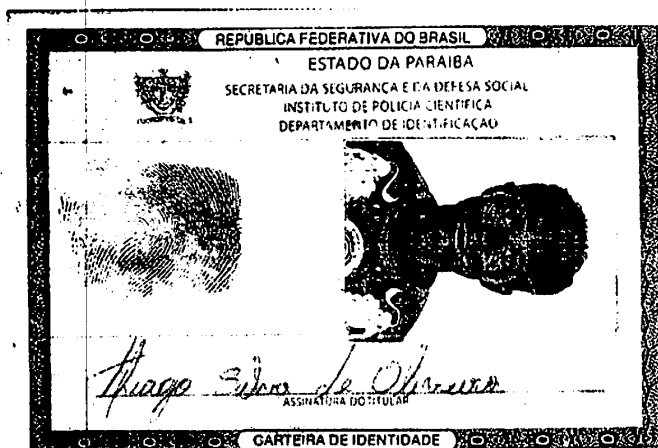 REPÚBLICA FEDERATIVA DO BRASIL
ESTADO DA PARAIBA
SECRETARIA DA SEGURANÇA E DA DEFESA SOCIAL
INSTITUTO DE POLICIA CIENTIFICA
DEPARTAMENTO DE IDENTIFICAÇÃO
Thiago Silva de Oliveira
ASSINATURA DO TITULAR
CARTEIRA DE IDENTIDADE